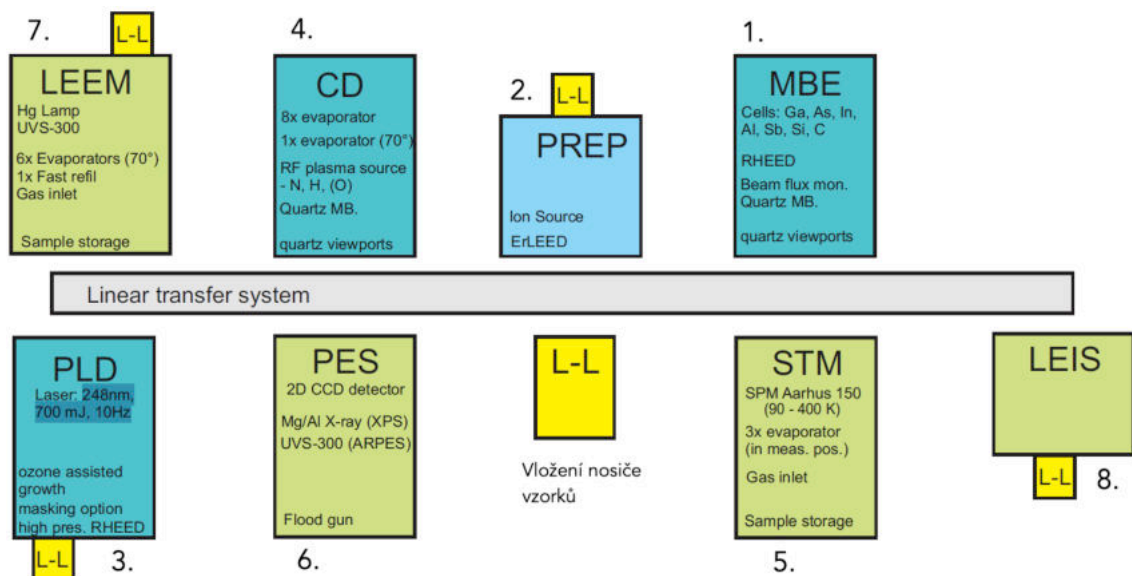 7.
L-L
LEEM
Hg Lamp
UVS-300
6x Evaporators (70°)
1x Fast refil
Gas inlet
Sample storage
4.
CD
8x evaporator
1x evaporator (70°)
RF plasma source
- N, H, (O)
Quartz MB.
quartz viewports
2.
L-L
PREP
Ion Source
ErLEED
1.
MBE
Cells: Ga, As, In,
Al, Sb, Si, C
RHEED
Beam flux mon.
Quartz MB.
quartz viewports
Linear transfer system
PLD
Laser: 248nm,
700 mJ, 10Hz
ozone assisted
growth
masking option
high pres. RHEED
L-L
3.
PES
2D CCD detector
Mg/Al X-ray (XPS)
UVS-300 (ARPES)
Flood gun
6.
L-L
Vložení nosiče
vzorků
STM
SPM Aarhus 150
(90 - 400 K)
3x evaporator
(in meas. pos.)
Gas inlet
Sample storage
5.
LEIS
L-L
8.